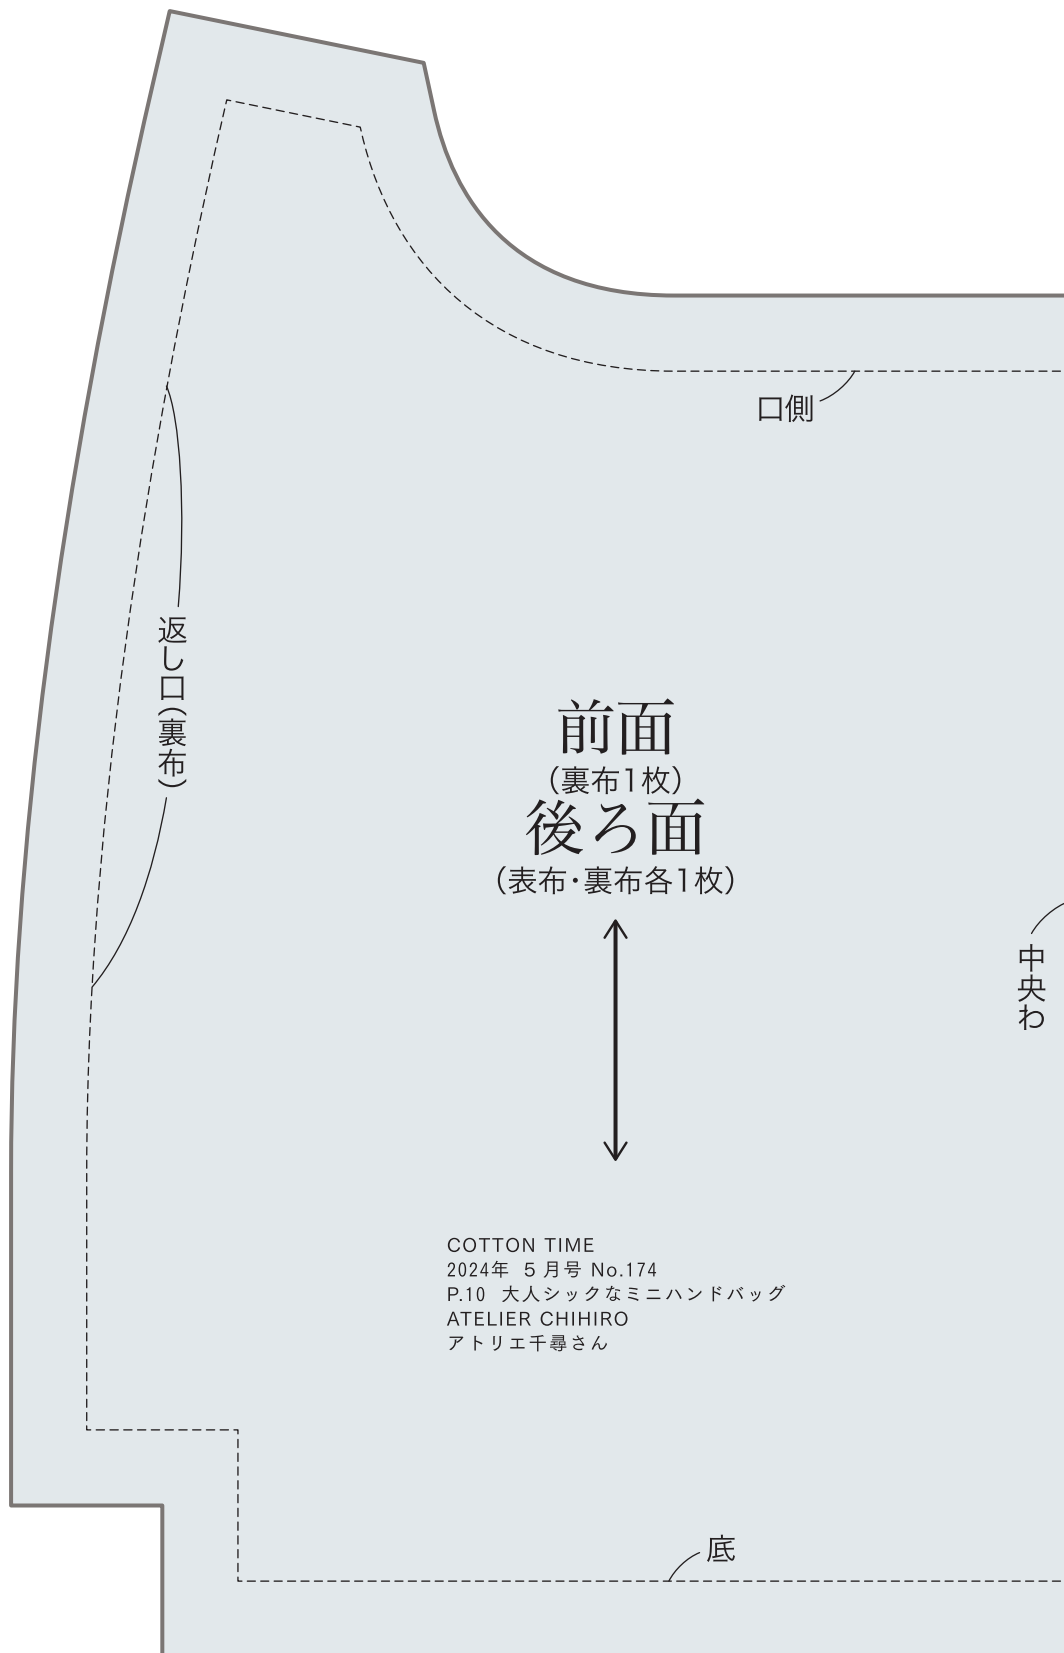 口側
返し口（裏布）
前面
（裏布1枚）
後ろ面
（表布・裏布各1枚）
中央わ
COTTON TIME
2024年 5月号 No.174
P.10 大人シックなミニハンドバッグ
ATELIER CHIHIRO
アトリエ千尋さん
底